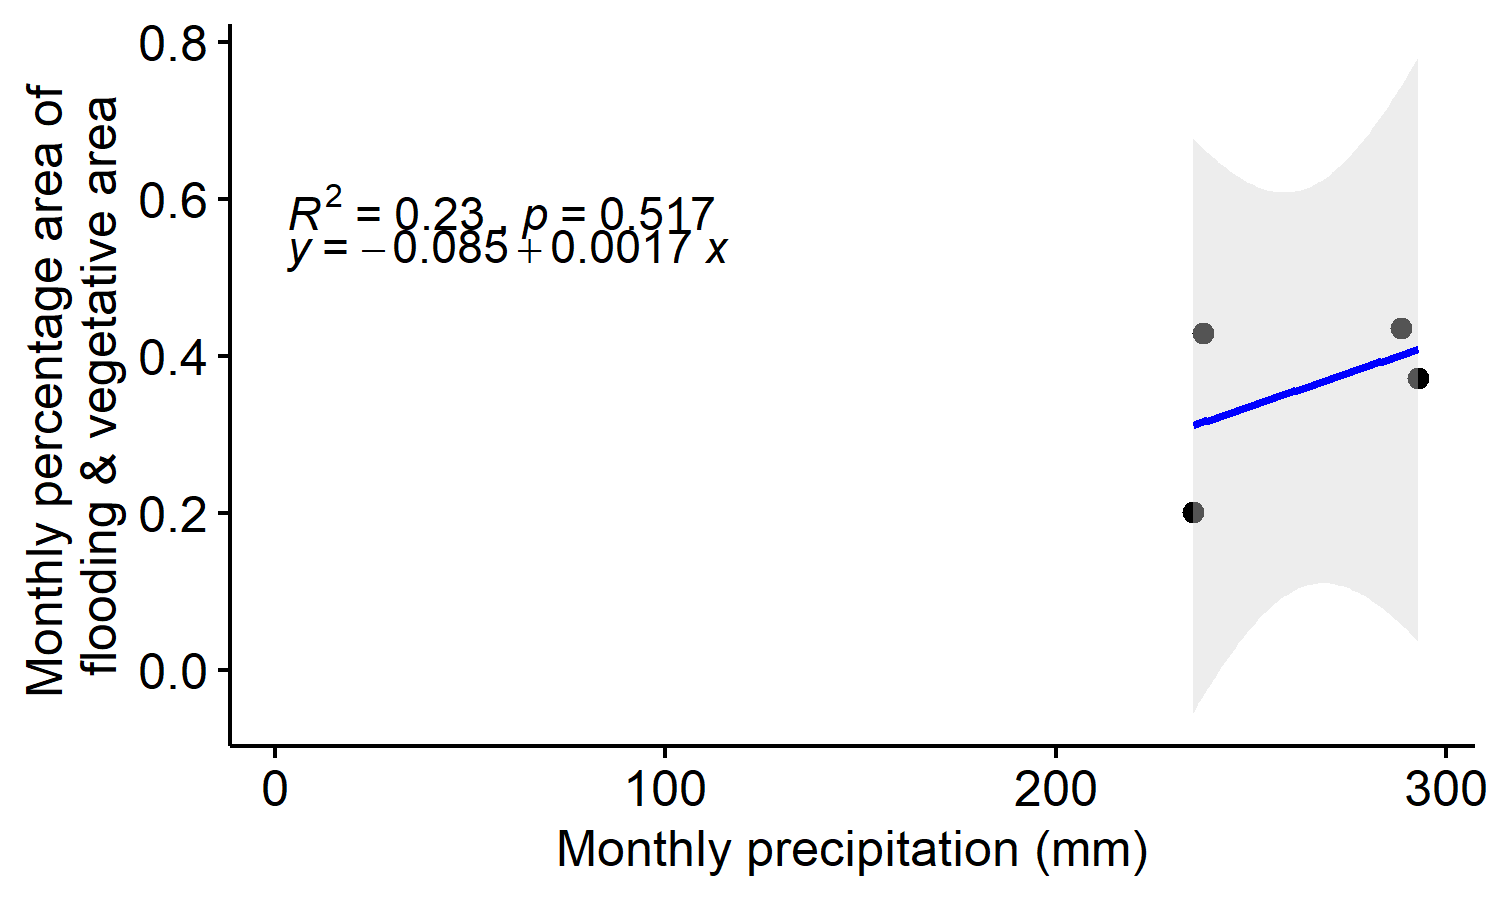 Monthly percentage area of
flooding & vegetative area
0.8
0.6
0.4
0.2
0.0
R² = 0.23 , p = 0.517
y = −0.085+0.0017 x
0 100 200 300
Monthly precipitation (mm)